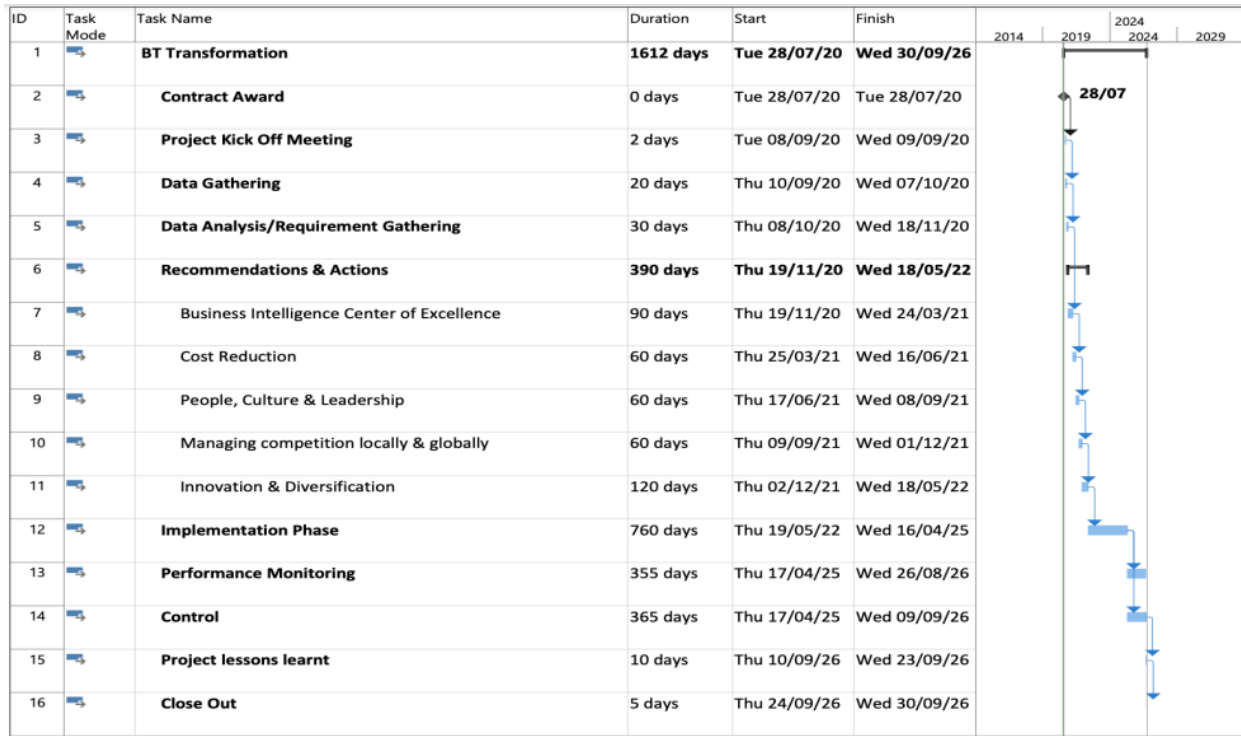 ID Task Mode Task Name Duration Start Finish 2024
2014 2019 2024 2029
1 BT Transformation 1612 days Tue 28/07/20 Wed 30/09/26
2 Contract Award 0 days Tue 28/07/20 Tue 28/07/20 28/07
3 Project Kick Off Meeting 2 days Tue 08/09/20 Wed 09/09/20
4 Data Gathering 20 days Thu 10/09/20 Wed 07/10/20
5 Data Analysis/Requirement Gathering 30 days Thu 08/10/20 Wed 18/11/20
6 Recommendations & Actions 390 days Thu 19/11/20 Wed 18/05/22
7 Business Intelligence Center of Excellence 90 days Thu 19/11/20 Wed 24/03/21
8 Cost Reduction 60 days Thu 25/03/21 Wed 16/06/21
9 People, Culture & Leadership 60 days Thu 17/06/21 Wed 08/09/21
10 Managing competition locally & globally 60 days Thu 09/09/21 Wed 01/12/21
11 Innovation & Diversification 120 days Thu 02/12/21 Wed 18/05/22
12 Implementation Phase 760 days Thu 19/05/22 Wed 16/04/25
13 Performance Monitoring 355 days Thu 17/04/25 Wed 26/08/26
14 Control 365 days Thu 17/04/25 Wed 09/09/26
15 Project lessons learnt 10 days Thu 10/09/26 Wed 23/09/26
16 Close Out 5 days Thu 24/09/26 Wed 30/09/26